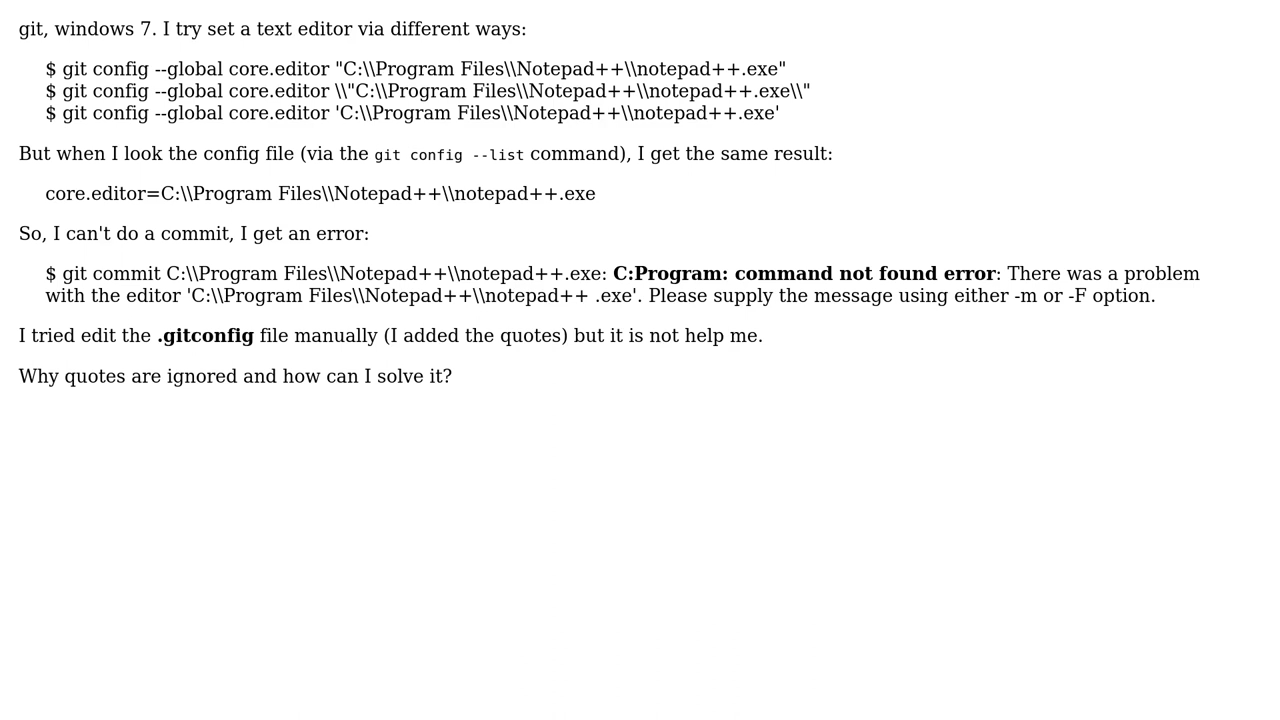 git, windows 7. I try set a text editor via different ways:
$ git config --global core.editor "C:\\Program Files\\Notepad++\\notepad++.exe"
$ git config --global core.editor \\"C:\\Program Files\\Notepad++\\notepad++.exe\\"
$ git config --global core.editor 'C:\\Program Files\\Notepad++\\notepad++.exe'
But when I look the config file (via the git config --list command), I get the same result:
core.editor=C:\\Program Files\\Notepad++\\notepad++.exe
So, I can't do a commit, I get an error:
$ git commit C:\\Program Files\\Notepad++\\notepad++.exe: C:Program: command not found error: There was a problem
with the editor 'C:\\Program Files\\Notepad++\\notepad++ .exe'. Please supply the message using either -m or -F option.
I tried edit the .gitconfig file manually (I added the quotes) but it is not help me.
Why quotes are ignored and how can I solve it?